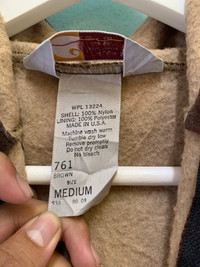 WPL 13224
SHELL: 100% Nylon
LINING: 100% Polyester
MADE IN U.S.A.
Machine wash warm
Tumble dry low
Remove promptly
Do not dry clean
No bleach
761
BROWN
SIZE
MEDIUM